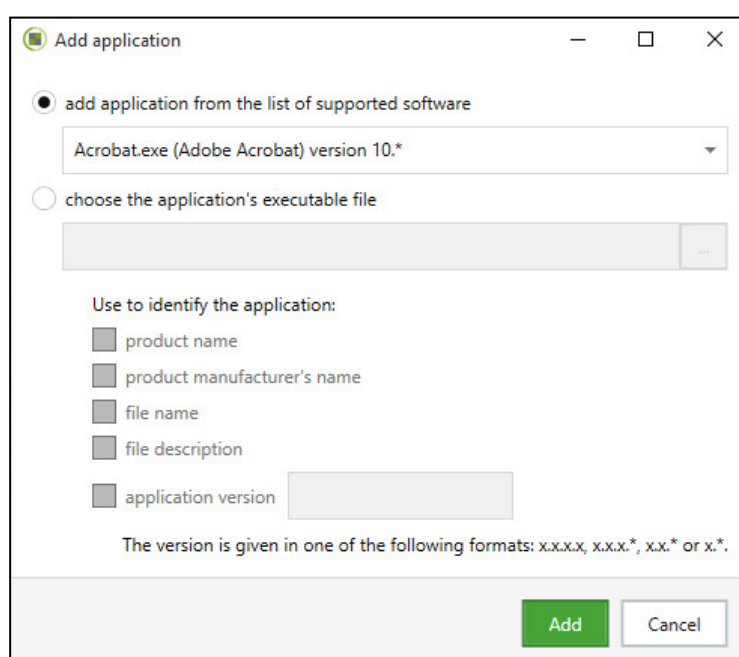 Add application
add application from the list of supported software
Acrobat.exe (Adobe Acrobat) version 10.*
choose the application's executable file
...
Use to identify the application:
product name
product manufacturer's name
file name
file description
application version
The version is given in one of the following formats: x.x.x.x, x.x.x.*, x.x.* or x.*.
Add Cancel